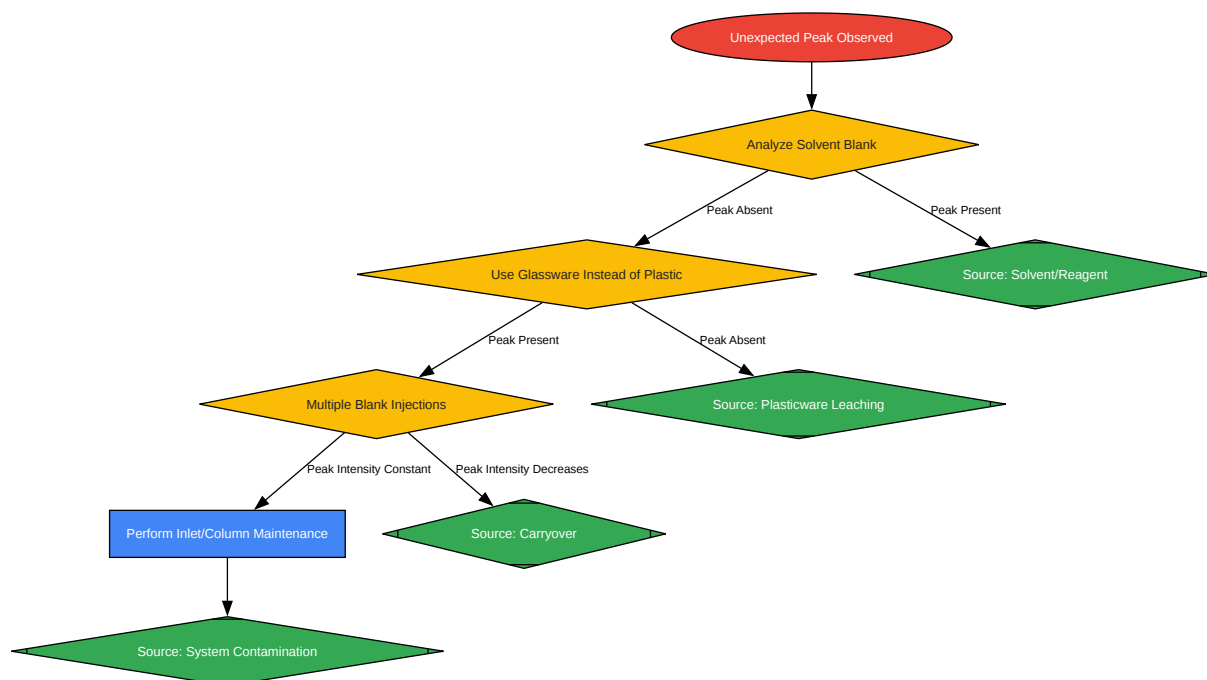 Unexpected Peak Observed
Analyze Solvent Blank
Peak Absent
Peak Present
Use Glassware Instead of Plastic
Source: Solvent/Reagent
Peak Present
Peak Absent
Multiple Blank Injections
Source: Plasticware Leaching
Peak Intensity Constant
Peak Intensity Decreases
Perform Inlet/Column Maintenance
Source: Carryover
Source: System Contamination